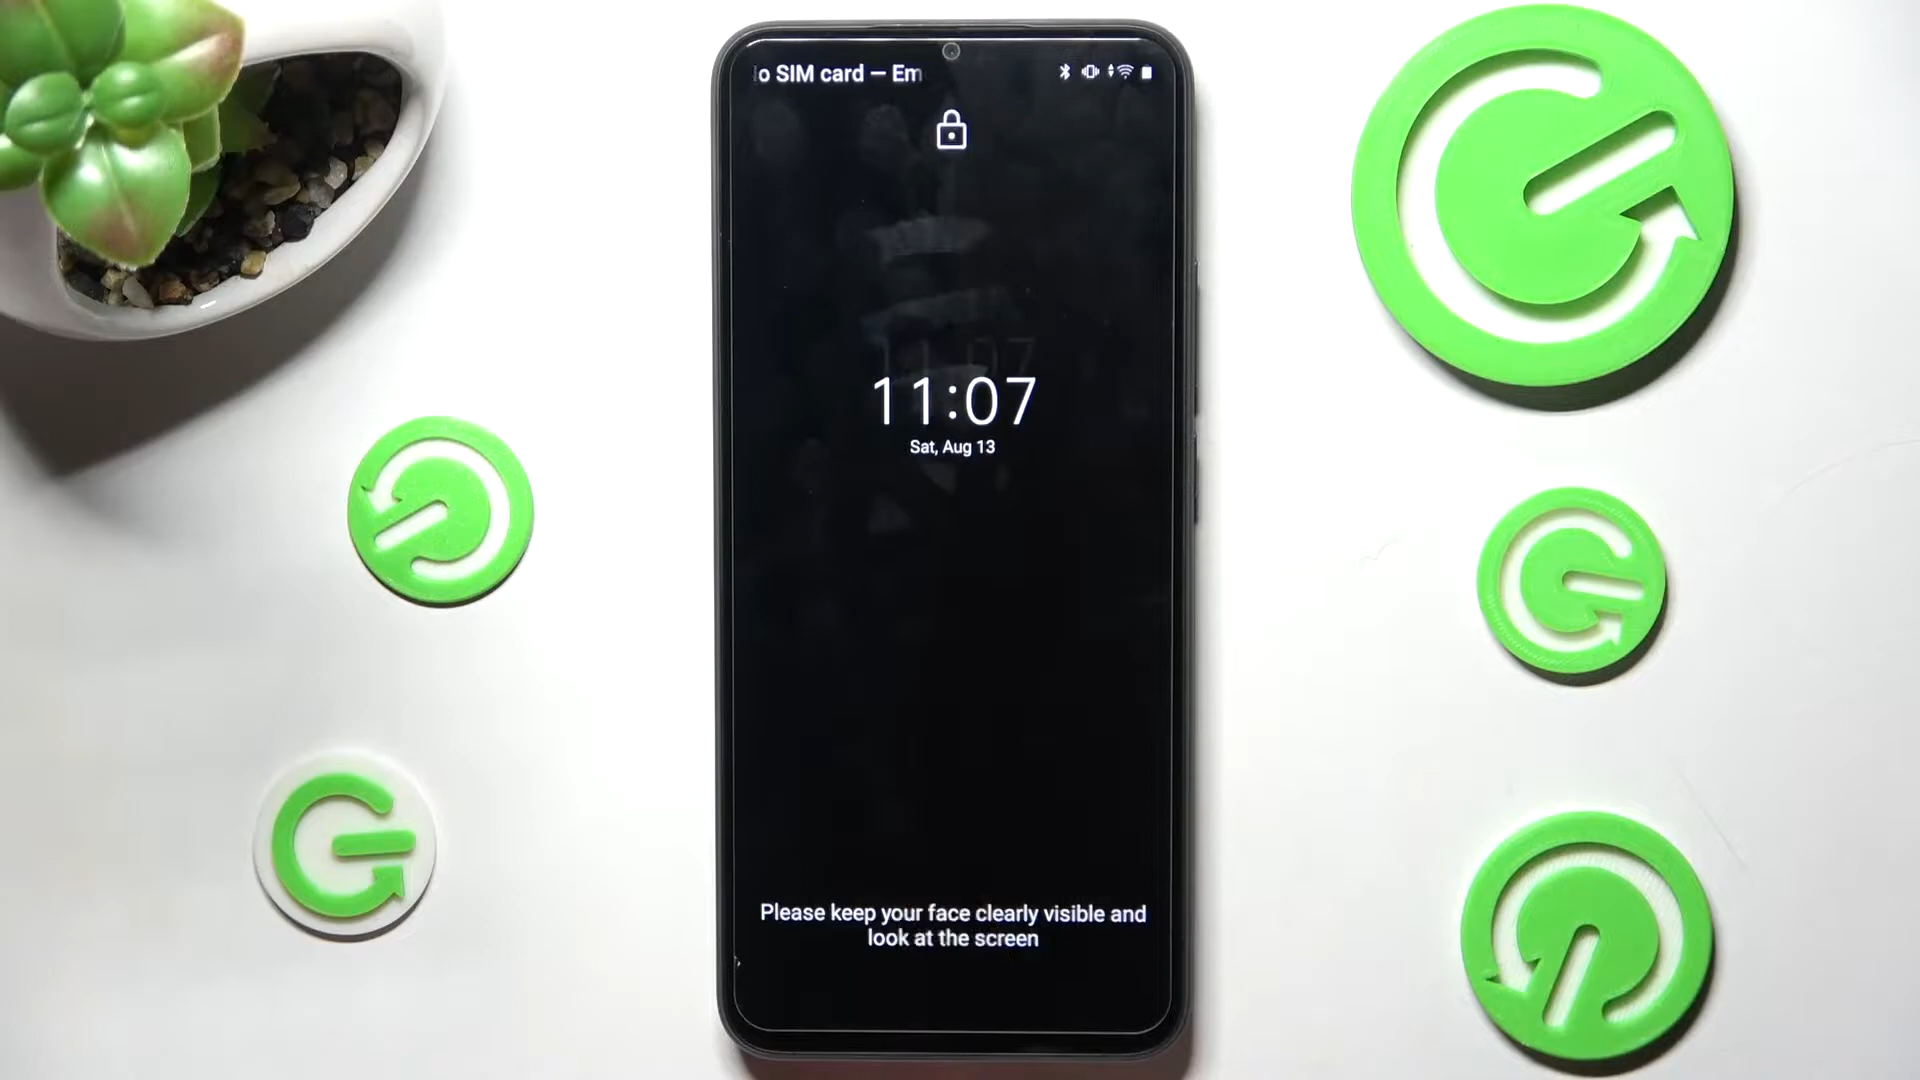 o SIM card — Em
11:07
Sat, Aug 13
Please keep your face clearly visible and
look at the screen